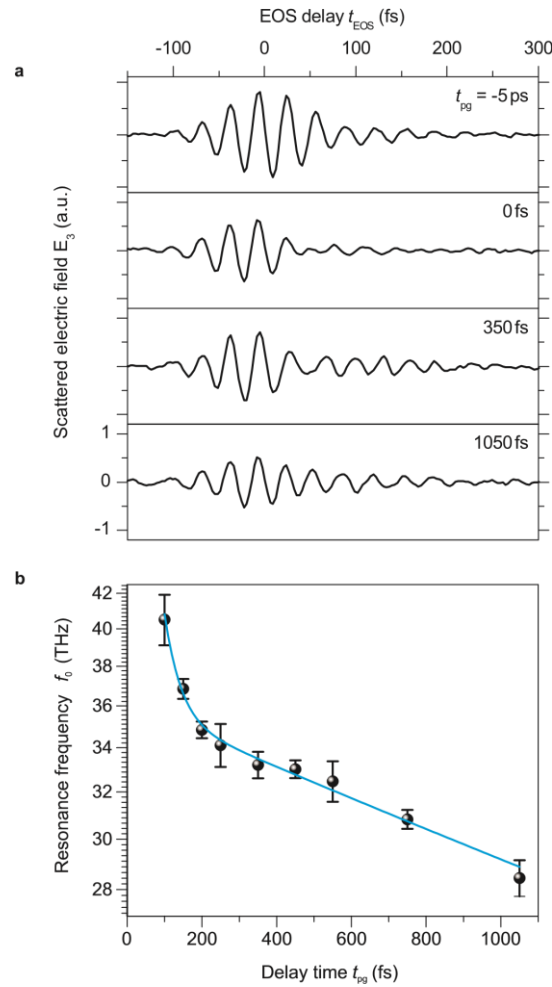 EOS delay t_EOS (fs)
-100 0 100 200 300
a
t_pg = -5 ps
0 fs
350 fs
1050 fs
Scattered electric field E_3 (a.u.)
1
0
-1
b
42
40
38
36
34
32
30
28
Resonance frequency f_0 (THz)
0 200 400 600 800 1000
Delay time t_pg (fs)